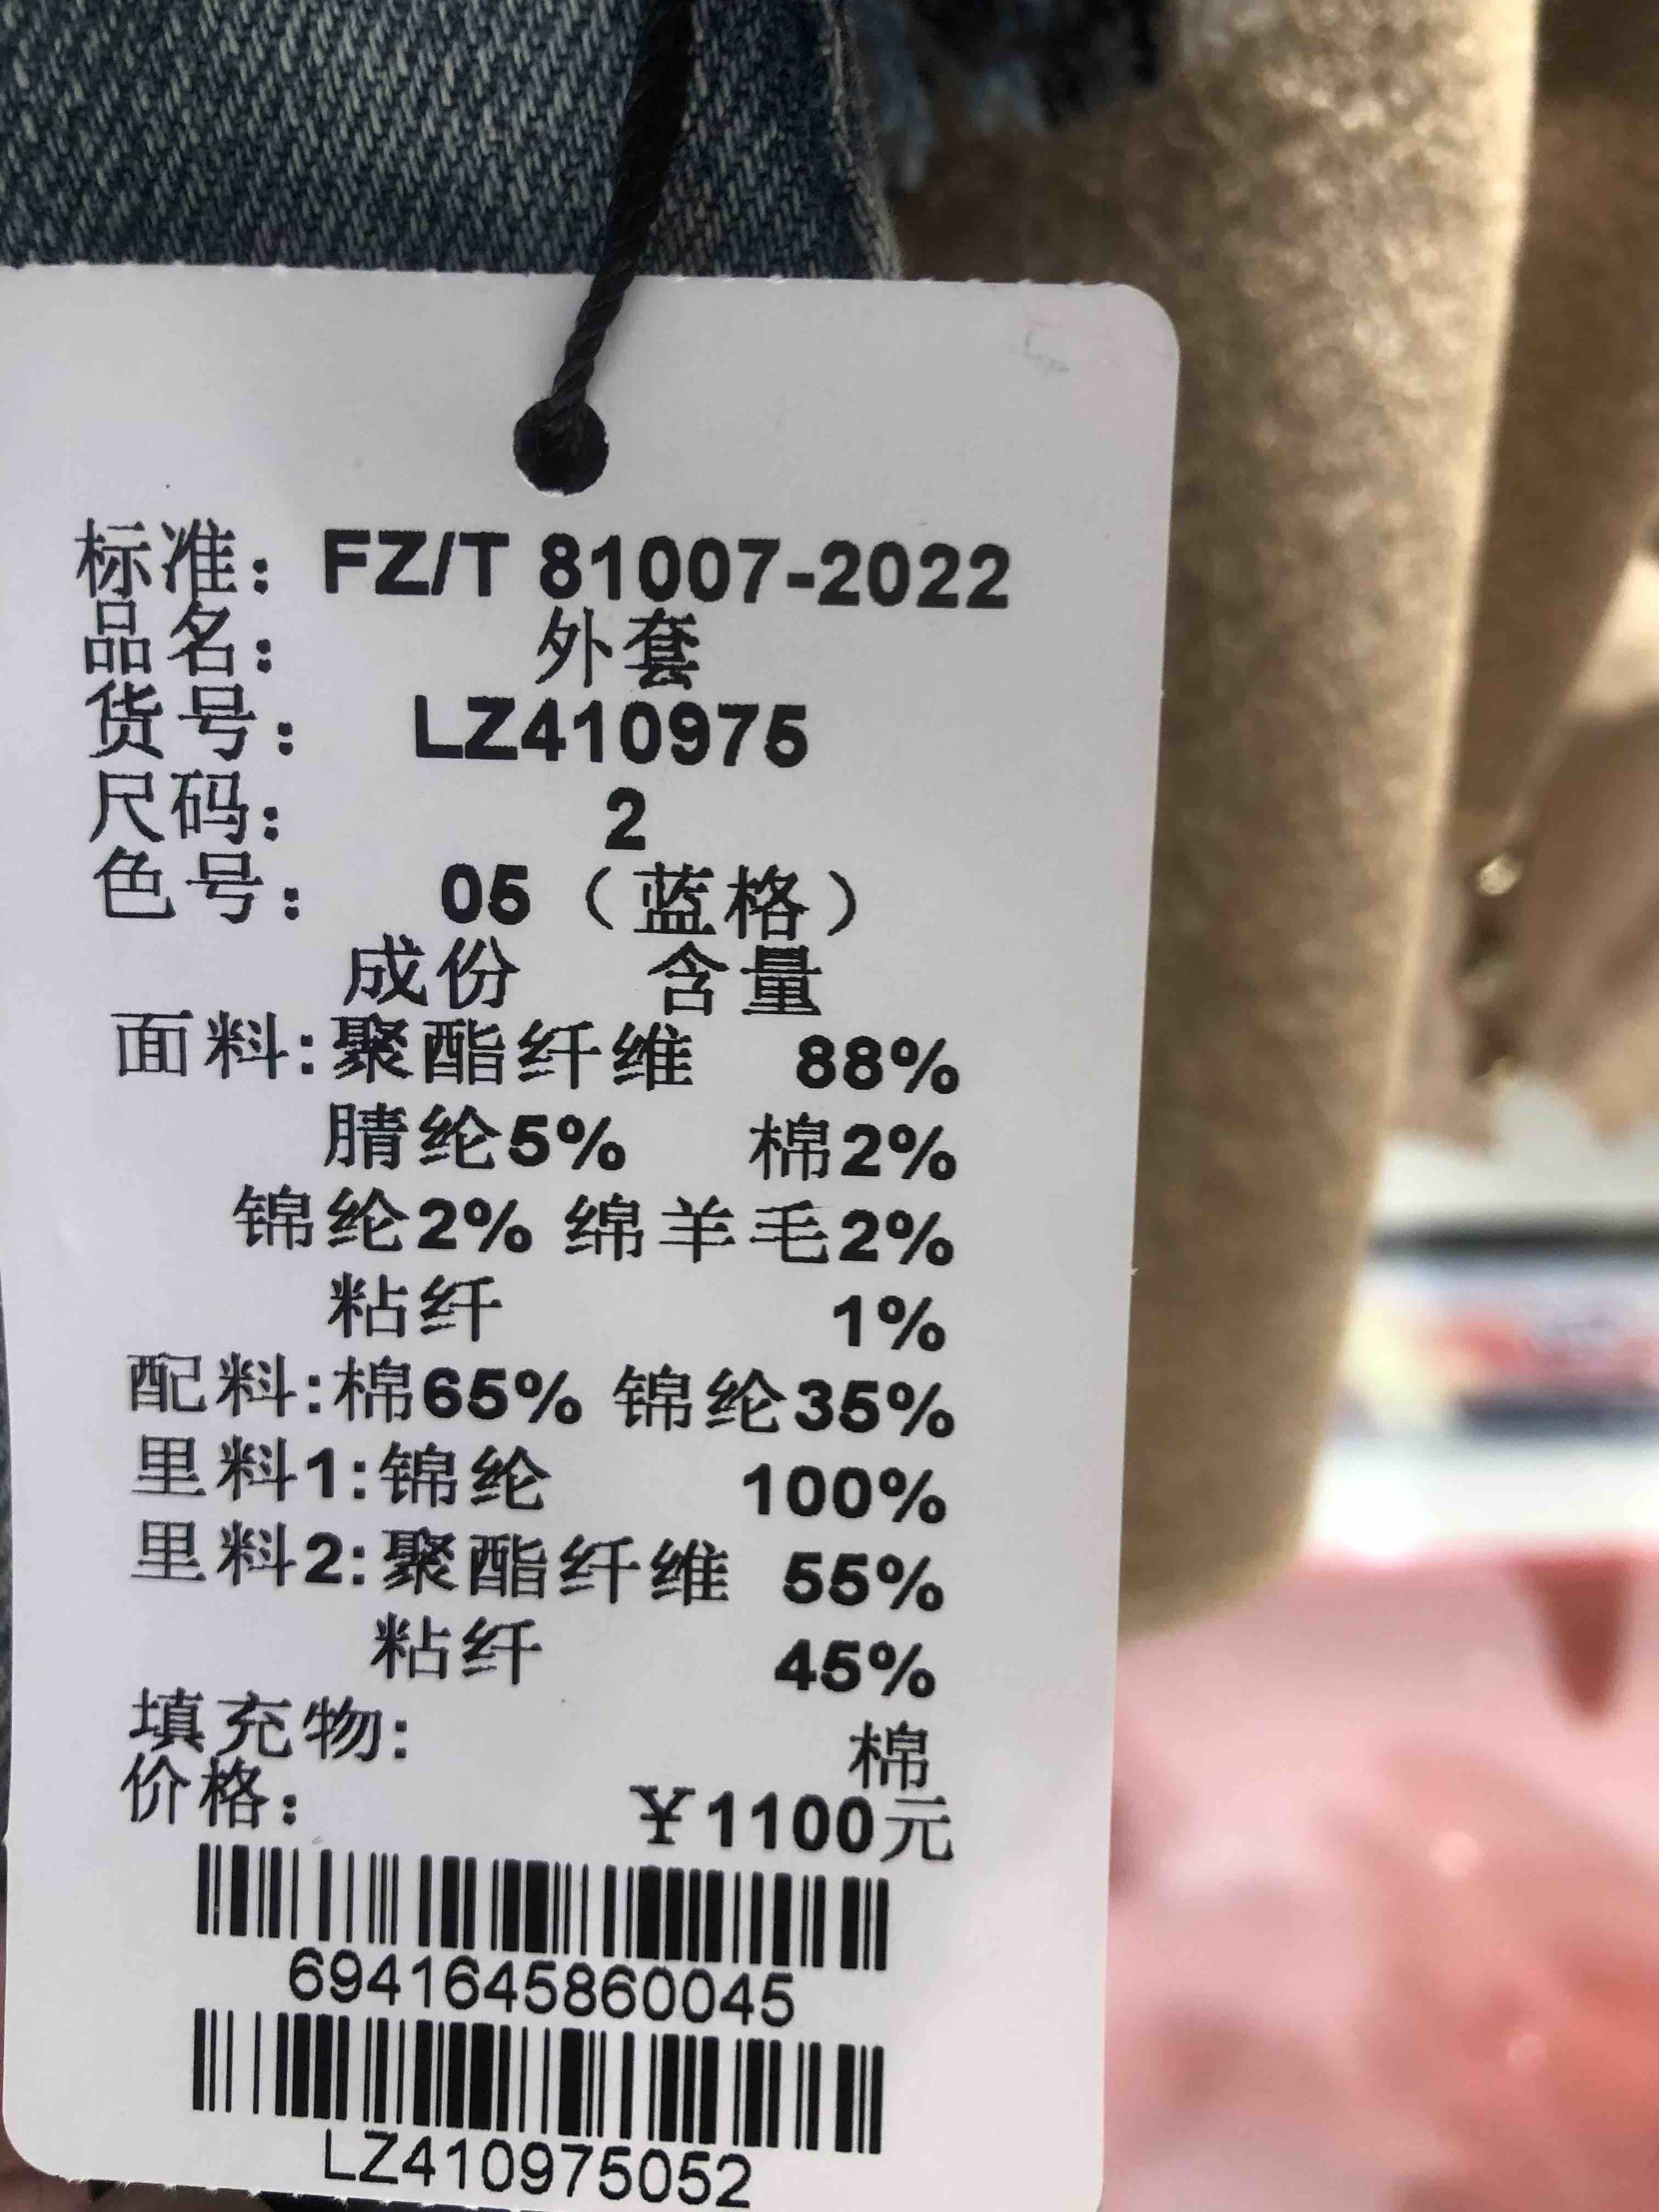 标准：FZ/T 81007-2022
品名：外套
货号：LZ410975
尺码：2
色号：05（蓝格）
成份 含量
面料:聚酯纤维 88%
腈纶5% 棉2%
锦纶2% 绵羊毛2%
粘纤 1%
配料:棉65% 锦纶35%
里料1:锦纶 100%
里料2:聚酯纤维 55%
粘纤 45%
填充物: 棉
价格： ¥1100元
6941645860045
LZ410975052